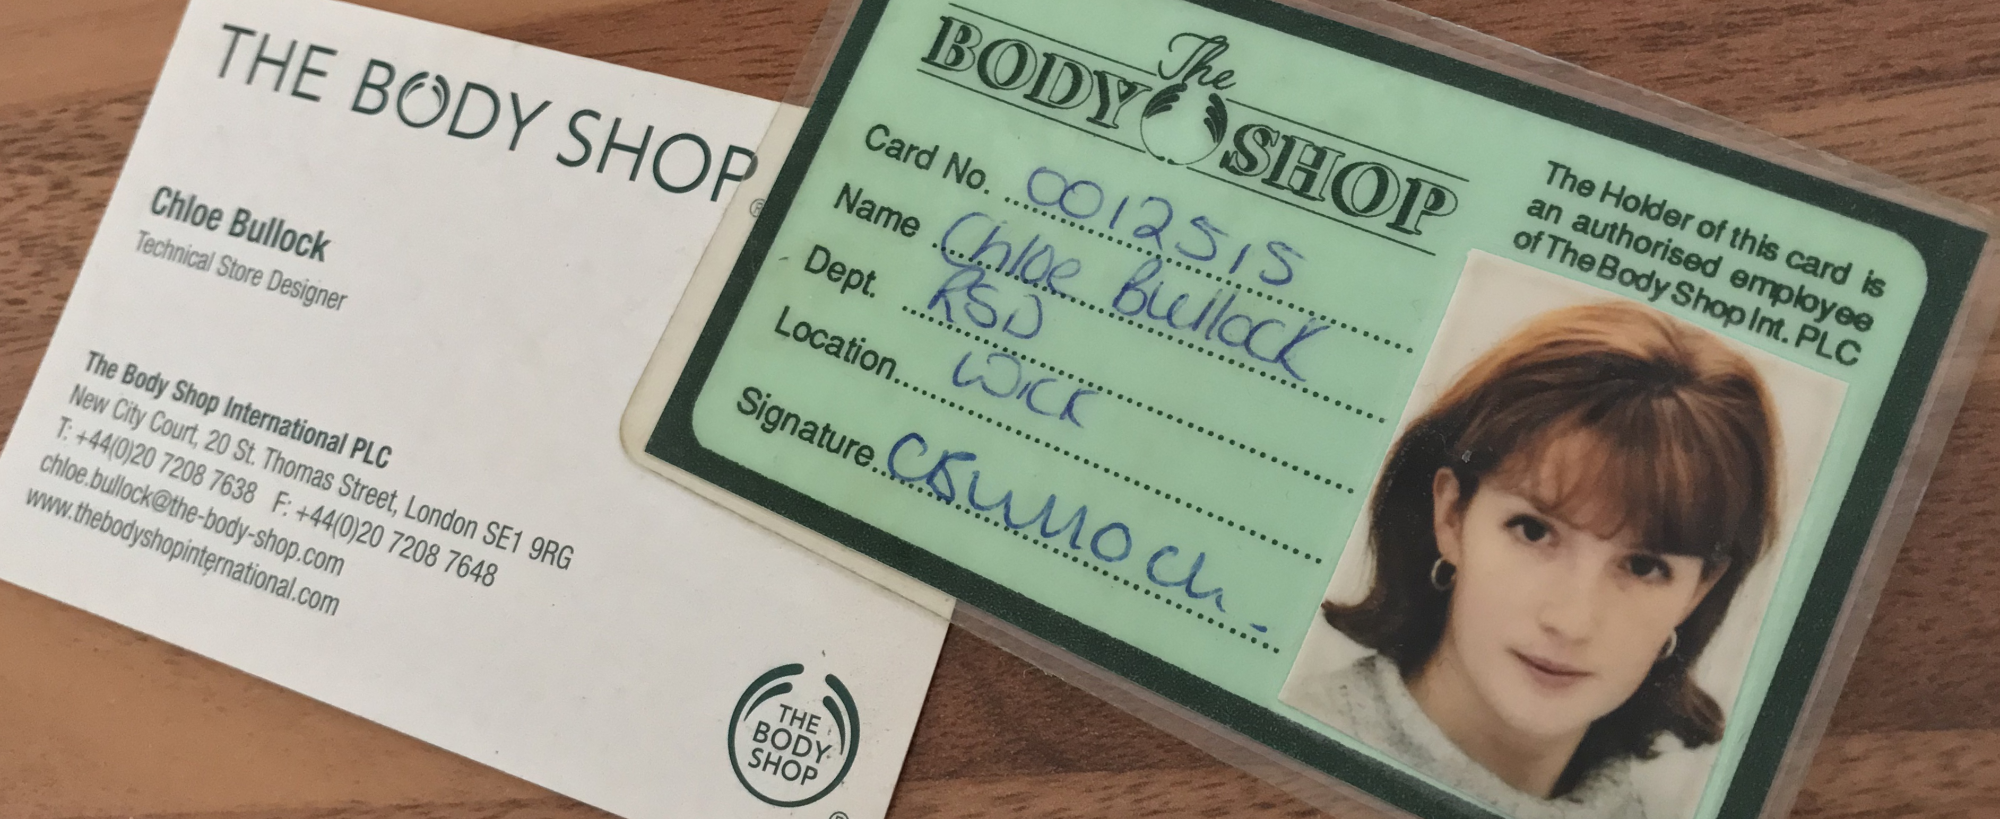 THE BODY SHOP®
Chloe Bullock
Technical Store Designer
The Body Shop International PLC
New City Court, 20 St. Thomas Street, London SE1 9RG
T: +44(0)20 7208 7638 F: +44(0)20 7208 7648
chloe.bullock@the-body-shop.com
www.thebodyshopinternational.com
THE
BODY
SHOP
®
The
BODY SHOP
Card No. 0012515
Name Chloe Bullock
Dept. RSD
Location Wick
Signature CBullock
The Holder of this card is
an authorised employee
of The Body Shop Int. PLC